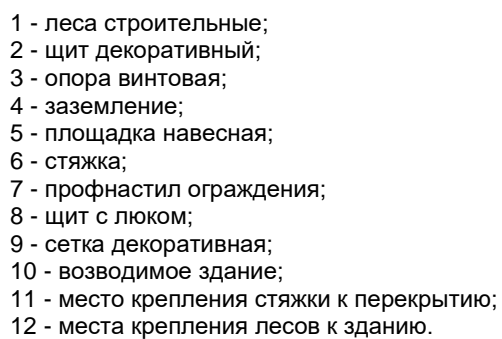 1 - леса строительные;
2 - щит декоративный;
3 - опора винтовая;
4 - заземление;
5 - площадка навесная;
6 - стяжка;
7 - профнастил ограждения;
8 - щит с люком;
9 - сетка декоративная;
10 - возводимое здание;
11 - место крепления стяжки к перекрытию;
12 - места крепления лесов к зданию.